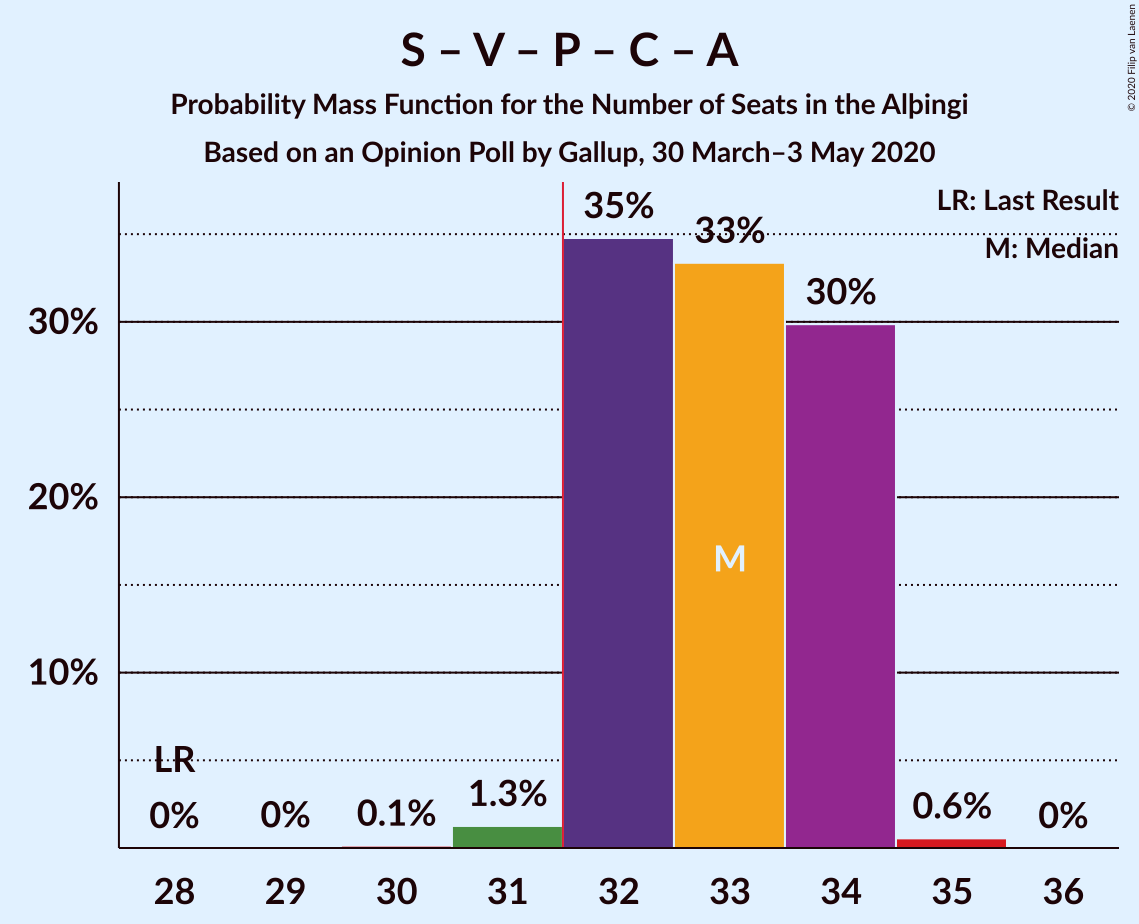 S – V – P – C – A
Probability Mass Function for the Number of Seats in the Alþingi
Based on an Opinion Poll by Gallup, 30 March–3 May 2020
© 2020 Filip van Laenen
LR: Last Result
M: Median
35%
33%
30%
30%
20%
10%
M
LR
0%
0%
0.1%
1.3%
0.6%
0%
28 29 30 31 32 33 34 35 36